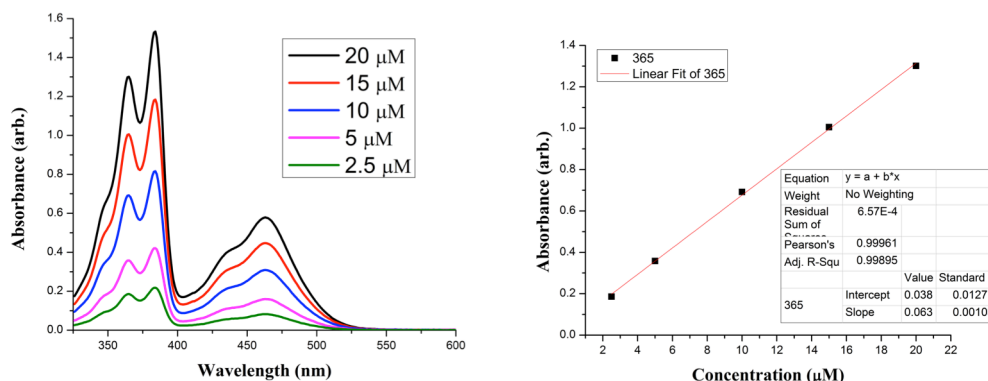 1.6
1.4
1.2
1.0
0.8
0.6
0.4
0.2
0.0
Absorbance (arb.)
350 400 450 500 550 600
Wavelength (nm)
20 μM
15 μM
10 μM
5 μM
2.5 μM
1.4
1.2
1.0
0.8
0.6
0.4
0.2
0.0
Absorbance (arb.)
2 4 6 8 10 12 14 16 18 20 22
Concentration (μM)
365
Linear Fit of 365
Equation y = a + b*x
Weight No Weighting
Residual 6.57E-4
Sum of
Pearson's 0.99961
Adj. R-Squ 0.99895
Value Standard
365 Intercept 0.038 0.0127
Slope 0.063 0.0010